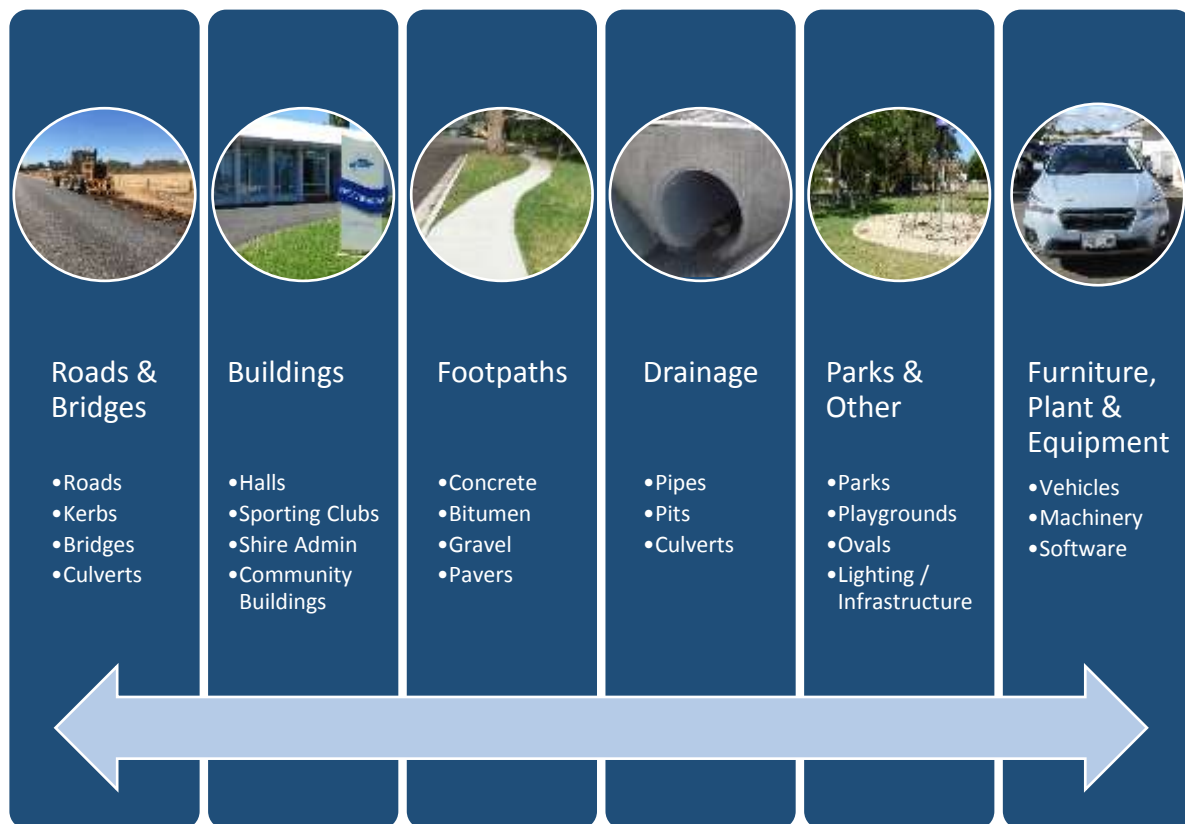 Roads &
Bridges
•Roads
•Kerbs
•Bridges
•Culverts
Buildings
•Halls
•Sporting Clubs
•Shire Admin
•Community
Buildings
Footpaths
•Concrete
•Bitumen
•Gravel
•Pavers
Drainage
•Pipes
•Pits
•Culverts
Parks &
Other
•Parks
•Playgrounds
•Ovals
•Lighting /
Infrastructure
Furniture,
Plant &
Equipment
•Vehicles
•Machinery
•Software